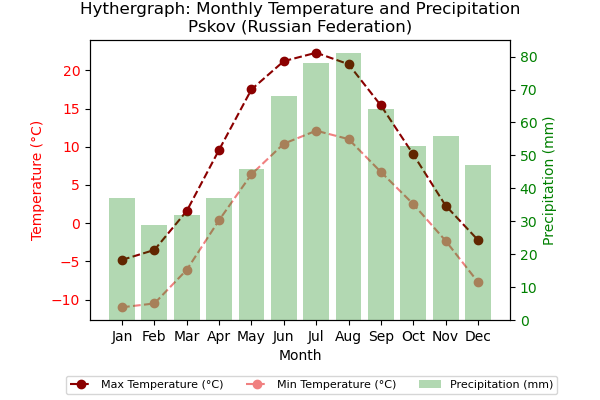 Hythergraph: Monthly Temperature and Precipitation
Pskov (Russian Federation)
20
15
10
5
0
−5
−10
Temperature (°C)
80
70
60
50
40
30
20
10
0
Precipitation (mm)
Jan Feb Mar Apr May Jun Jul Aug Sep Oct Nov Dec
Month
Max Temperature (°C) Min Temperature (°C) Precipitation (mm)